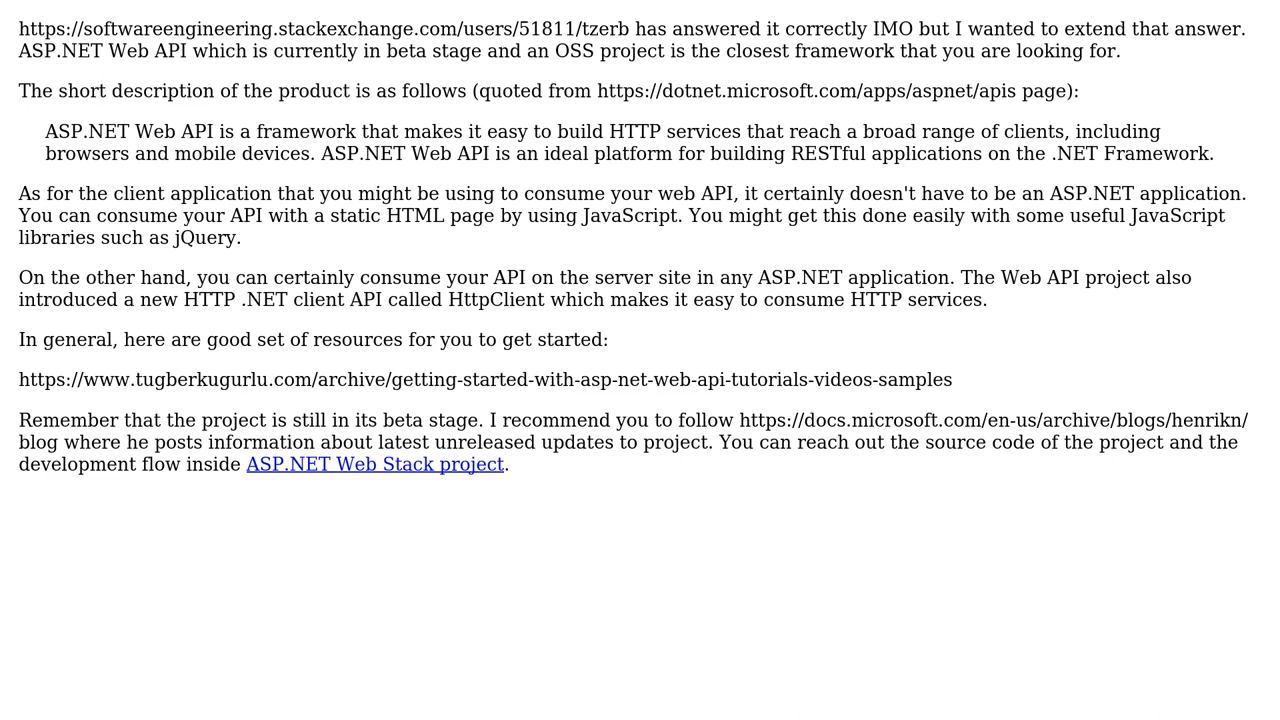 https://softwareengineering.stackexchange.com/users/51811/tzerb has answered it correctly IMO but I wanted to extend that answer.
ASP.NET Web API which is currently in beta stage and an OSS project is the closest framework that you are looking for.
The short description of the product is as follows (quoted from https://dotnet.microsoft.com/apps/aspnet/apis page):
ASP.NET Web API is a framework that makes it easy to build HTTP services that reach a broad range of clients, including
browsers and mobile devices. ASP.NET Web API is an ideal platform for building RESTful applications on the .NET Framework.
As for the client application that you might be using to consume your web API, it certainly doesn't have to be an ASP.NET application.
You can consume your API with a static HTML page by using JavaScript. You might get this done easily with some useful JavaScript
libraries such as jQuery.
On the other hand, you can certainly consume your API on the server site in any ASP.NET application. The Web API project also
introduced a new HTTP .NET client API called HttpClient which makes it easy to consume HTTP services.
In general, here are good set of resources for you to get started:
https://www.tugberkugurlu.com/archive/getting-started-with-asp-net-web-api-tutorials-videos-samples
Remember that the project is still in its beta stage. I recommend you to follow https://docs.microsoft.com/en-us/archive/blogs/henrikn/
blog where he posts information about latest unreleased updates to project. You can reach out the source code of the project and the
development flow inside ASP.NET Web Stack project.